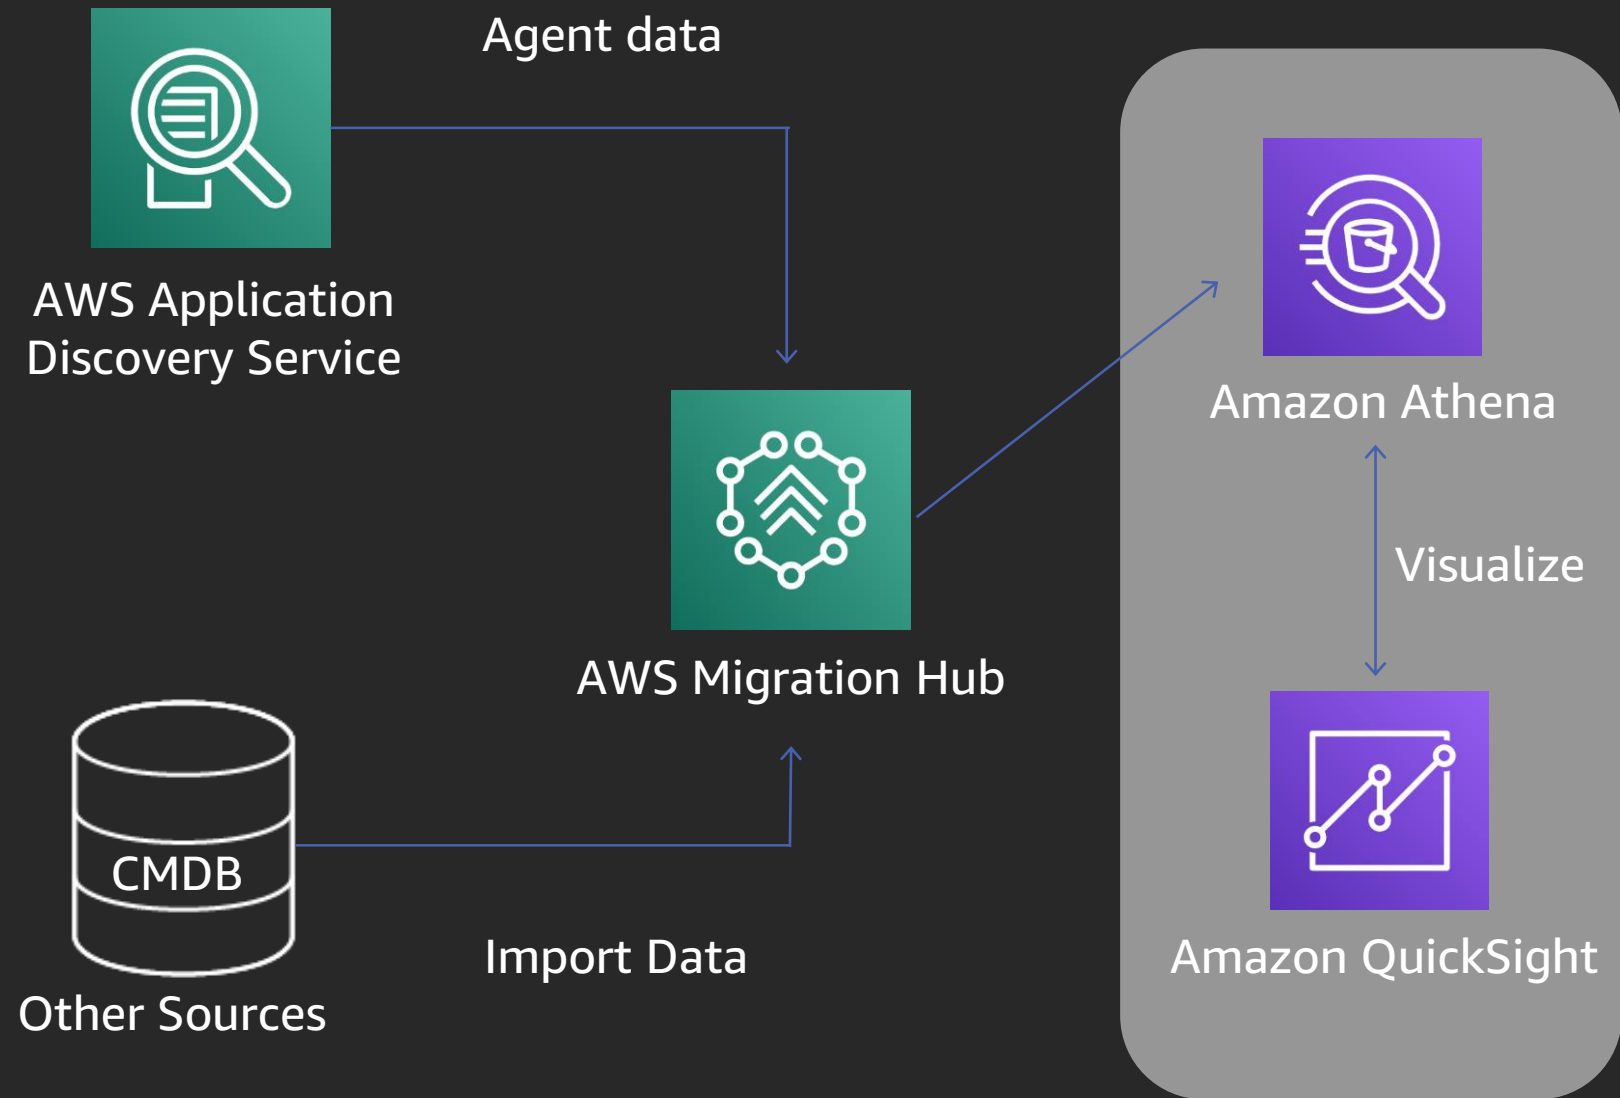 Agent data
AWS Application
Discovery Service
Amazon Athena
Visualize
AWS Migration Hub
CMDB
Import Data
Amazon QuickSight
Other Sources